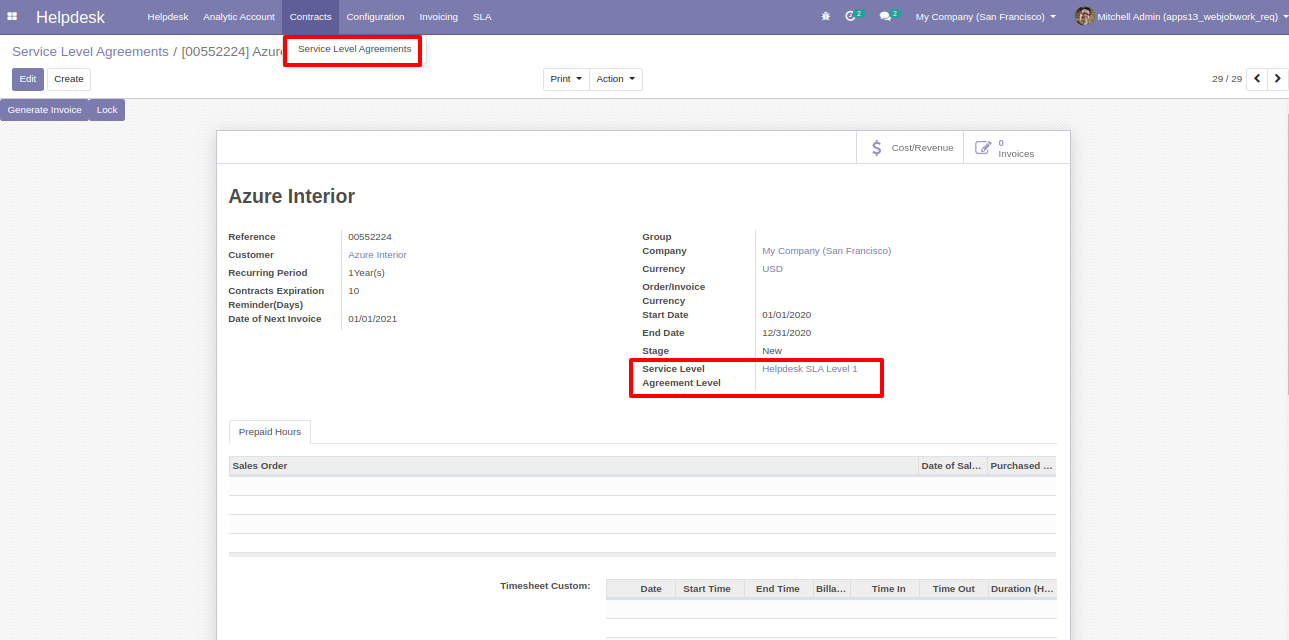 Helpdesk
Helpdesk Analytic Account Contracts Configuration Invoicing SLA
2 2 My Company (San Francisco) Mitchell Admin (apps13_webjobwork_req)
Service Level Agreements / [00552224] Azure
Service Level Agreements
Edit Create
Print Action
29 / 29
Generate Invoice Lock
$ Cost/Revenue
0
Invoices
Azure Interior
Reference 00552224
Customer Azure Interior
Recurring Period 1Year(s)
Contracts Expiration 10
Reminder(Days)
Date of Next Invoice 01/01/2021
Group
Company My Company (San Francisco)
Currency USD
Order/Invoice
Currency
Start Date 01/01/2020
End Date 12/31/2020
Stage New
Service Level Helpdesk SLA Level 1
Agreement Level
Prepaid Hours
Sales Order Date of Sal... Purchased ...
Timesheet Custom:
Date Start Time End Time Billa... Time In Time Out Duration (H...